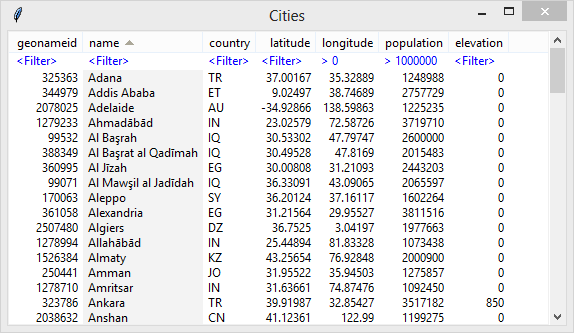 Cities
geonameid name country latitude longitude population elevation
<Filter> <Filter> <Filter> <Filter> > 0 > 1000000 <Filter>
325363 Adana TR 37.00167 35.32889 1248988 0
344979 Addis Ababa ET 9.02497 38.74689 2757729 0
2078025 Adelaide AU -34.92866 138.59863 1225235 0
1279233 Ahmadābād IN 23.02579 72.58726 3719710 0
99532 Al Başrah IQ 30.53302 47.79747 2600000 0
388349 Al Başrat al Qadīmah IQ 30.49528 47.8169 2015483 0
360995 Al Jīzah EG 30.00808 31.21093 2443203 0
99071 Al Mawşil al Jadīdah IQ 36.33091 43.09065 2065597 0
170063 Aleppo SY 36.20124 37.16117 1602264 0
361058 Alexandria EG 31.21564 29.95527 3811516 0
2507480 Algiers DZ 36.7525 3.04197 1977663 0
1278994 Allahābād IN 25.44894 81.83328 1073438 0
1526384 Almaty KZ 43.25654 76.92848 2000900 0
250441 Amman JO 31.95522 35.94503 1275857 0
1278710 Amritsar IN 31.63661 74.87476 1092450 0
323786 Ankara TR 39.91987 32.85427 3517182 850
2038632 Anshan CN 41.12361 122.99 1199275 0